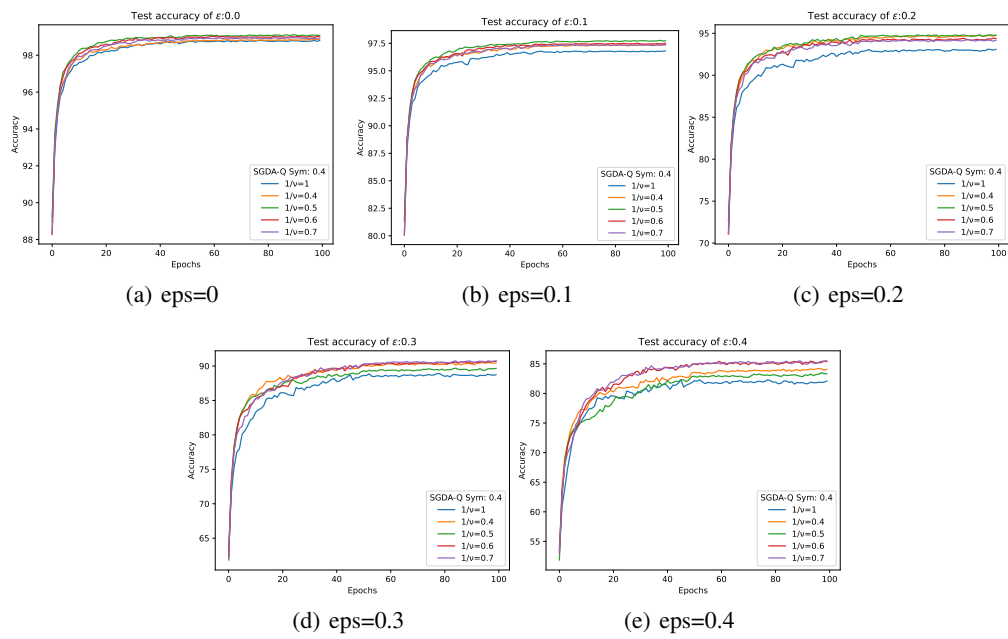 Test accuracy of ε:0.0
Accuracy
98
96
94
92
90
88
SGDA-Q Sym: 0.4
1/ν=1
1/ν=0.4
1/ν=0.5
1/ν=0.6
1/ν=0.7
0 20 40 60 80 100
Epochs
(a) eps=0
Test accuracy of ε:0.1
Accuracy
97.5
95.0
92.5
90.0
87.5
85.0
82.5
80.0
SGDA-Q Sym: 0.4
1/ν=1
1/ν=0.4
1/ν=0.5
1/ν=0.6
1/ν=0.7
0 20 40 60 80 100
Epochs
(b) eps=0.1
Test accuracy of ε:0.2
Accuracy
95
90
85
80
75
70
SGDA-Q Sym: 0.4
1/ν=1
1/ν=0.4
1/ν=0.5
1/ν=0.6
1/ν=0.7
0 20 40 60 80 100
Epochs
(c) eps=0.2
Test accuracy of ε:0.3
Accuracy
90
85
80
75
70
65
SGDA-Q Sym: 0.4
1/ν=1
1/ν=0.4
1/ν=0.5
1/ν=0.6
1/ν=0.7
0 20 40 60 80 100
Epochs
(d) eps=0.3
Test accuracy of ε:0.4
Accuracy
85
80
75
70
65
60
55
SGDA-Q Sym: 0.4
1/ν=1
1/ν=0.4
1/ν=0.5
1/ν=0.6
1/ν=0.7
0 20 40 60 80 100
Epochs
(e) eps=0.4